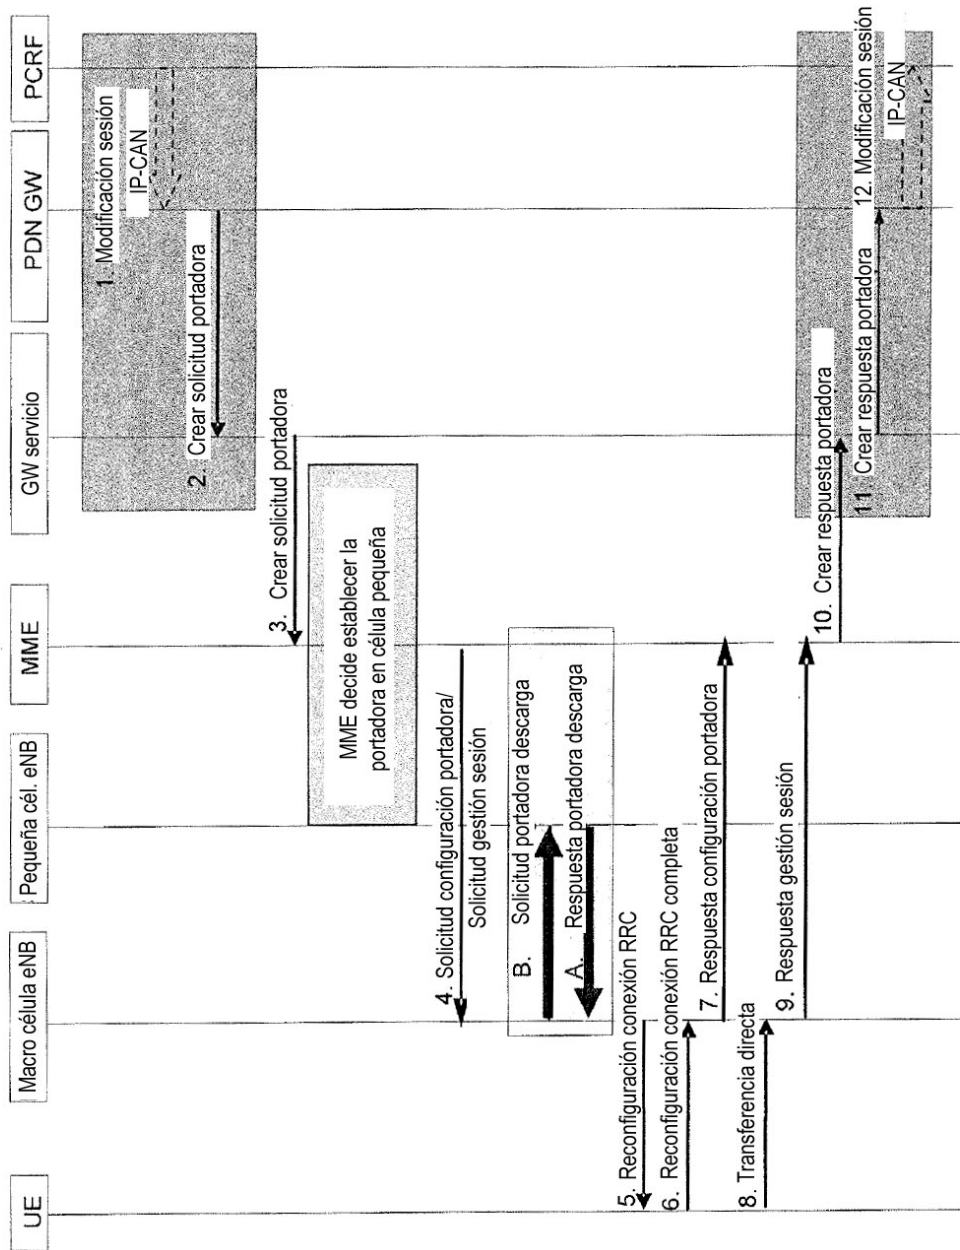 UE
Macro célula eNB
Pequeña cél. eNB
MME
GW servicio
PDN GW
PCRF
1. Modificación sesión
IP-CAN
2. Crear solicitud portadora
3. Crear solicitud portadora
MME decide establecer la
portadora en célula pequeña
4. Solicitud configuración portadora/
Solicitud gestión sesión
B. Solicitud portadora descarga
A. Respuesta portadora descarga
5. Reconfiguración conexión RRC
6. Reconfiguración conexión RRC completa
7. Respuesta configuración portadora
8. Transferencia directa
9. Respuesta gestión sesión
10. Crear respuesta portadora
11. Crear respuesta portadora
12. Modificación sesión
IP-CAN